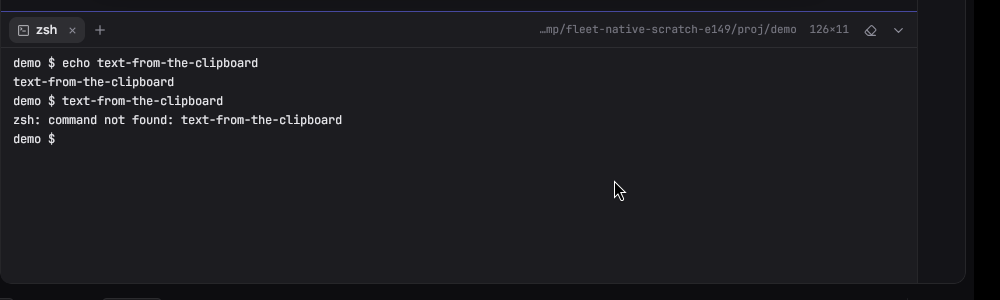 zsh × + …mp/fleet-native-scratch-e149/proj/demo 126×11
demo $ echo text-from-the-clipboard
text-from-the-clipboard
demo $ text-from-the-clipboard
zsh: command not found: text-from-the-clipboard
demo $